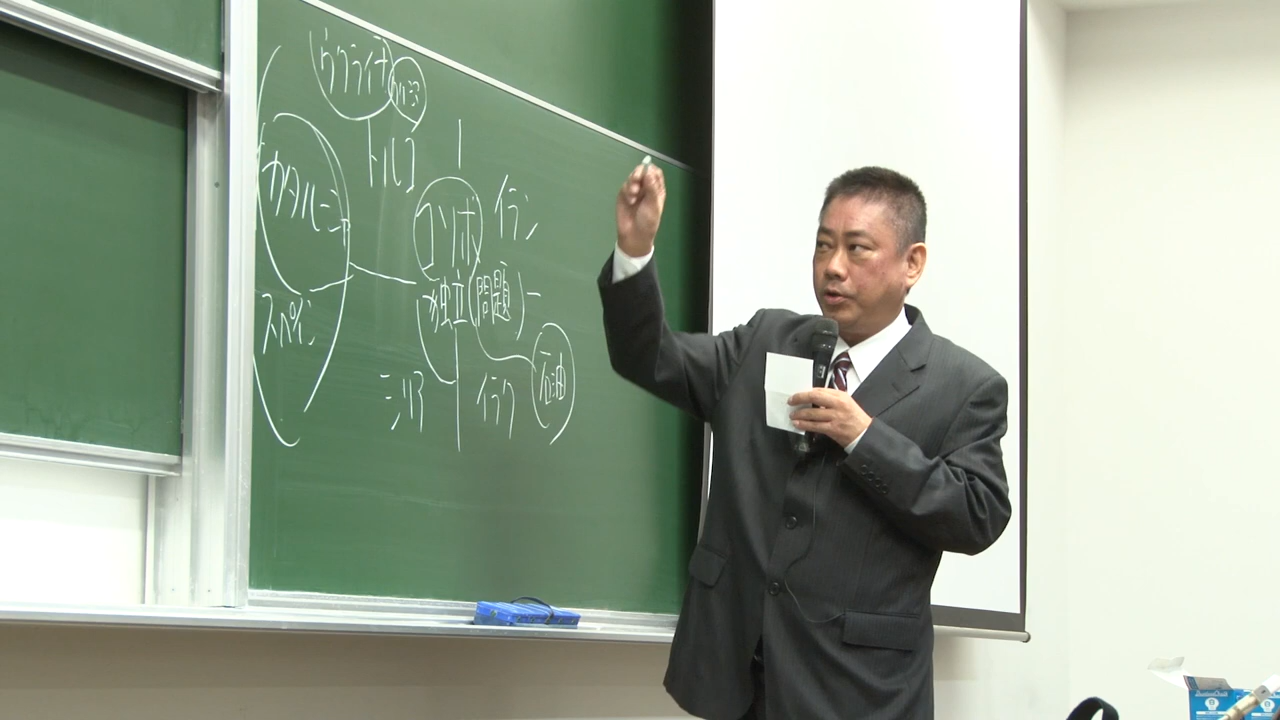 ウクライナ
トルコ
カタルーニャ
コソボ
イラン
独立(問題)
スペイン
石油
シリア
イラク